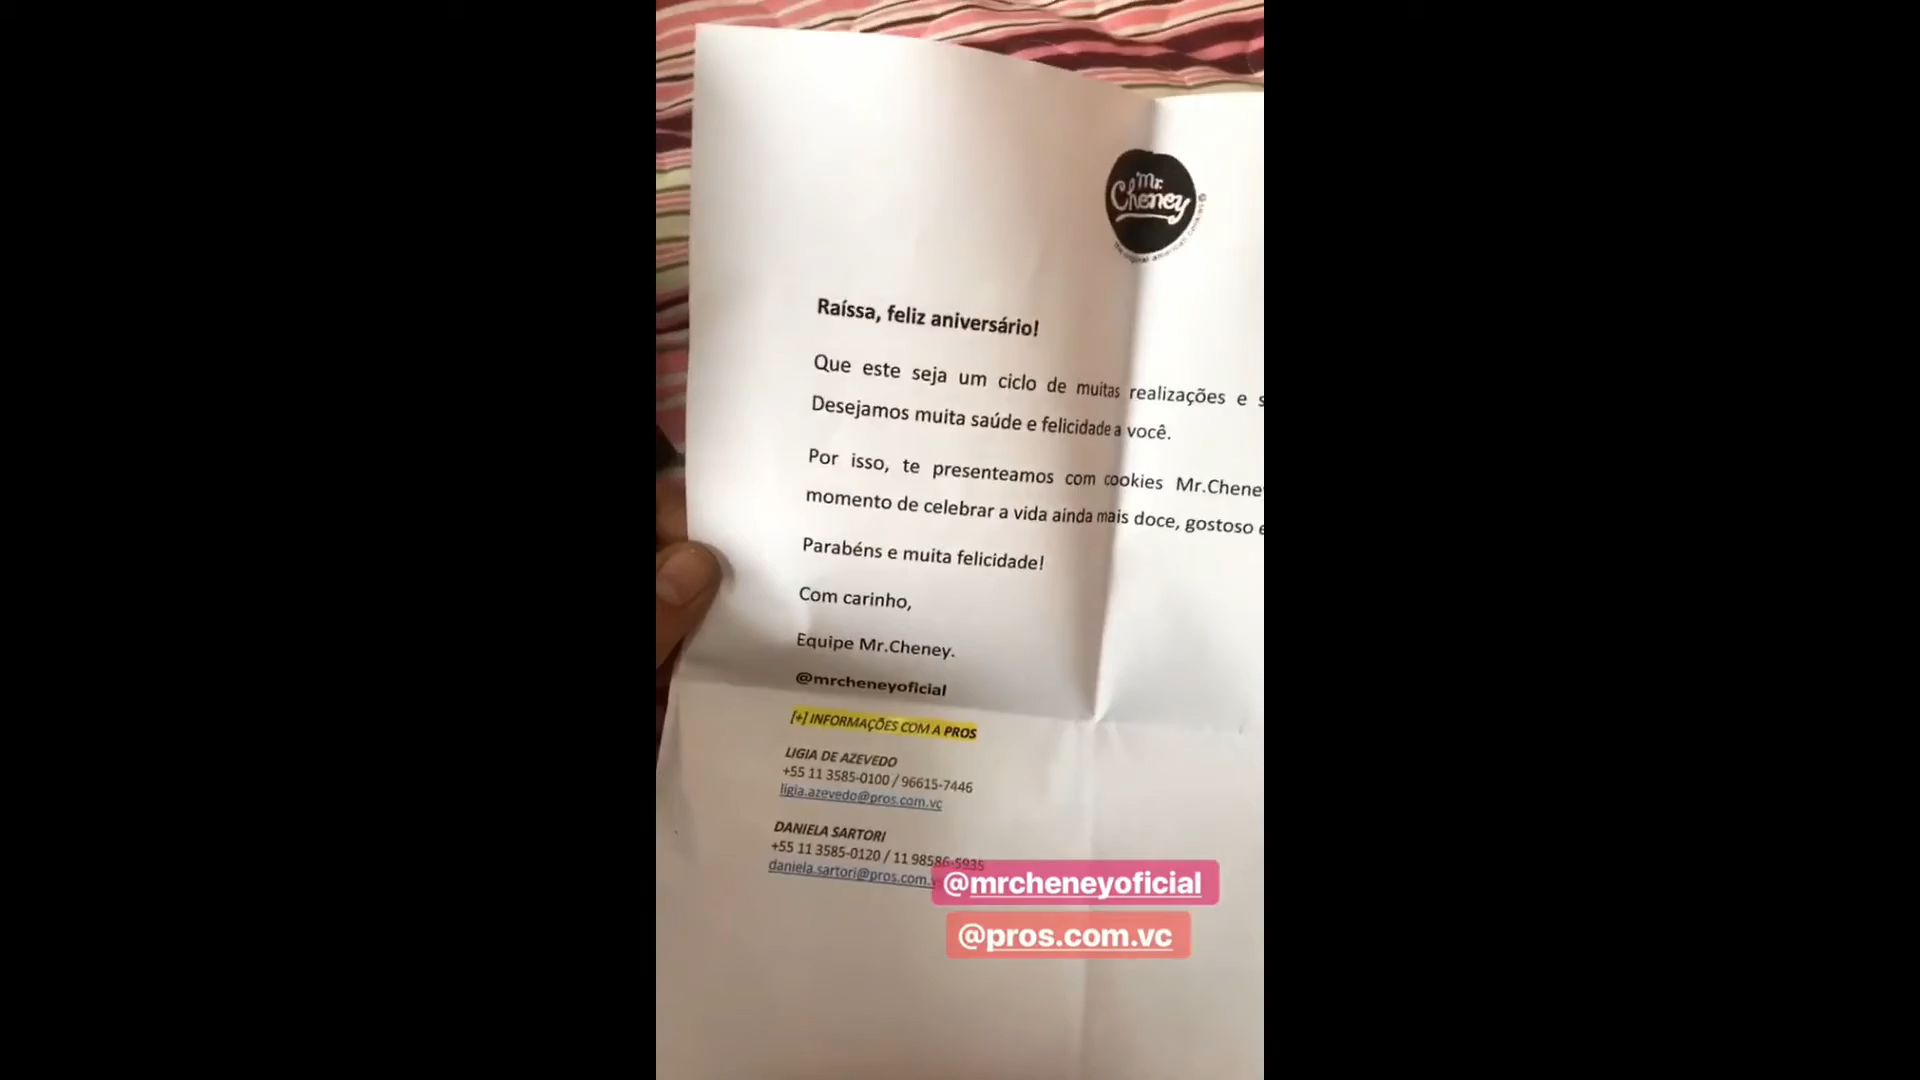 Mr.
Cheney
the original american cookies
Raíssa, feliz aniversário!
Que este seja um ciclo de muitas realizações e s
Desejamos muita saúde e felicidade a você.
Por isso, te presenteamos com cookies Mr.Chene
momento de celebrar a vida ainda mais doce, gostoso e
Parabéns e muita felicidade!
Com carinho,
Equipe Mr.Cheney.
@mrcheneyoficial
[+] INFORMAÇÕES COM A PROS
LIGIA DE AZEVEDO
+55 11 3585-0100 / 96615-7446
ligia.azevedo@pros.com.vc
DANIELA SARTORI
+55 11 3585-0120 / 11 98586-5935
daniela.sartori@pros.com.v
@mrcheneyoficial
@pros.com.vc